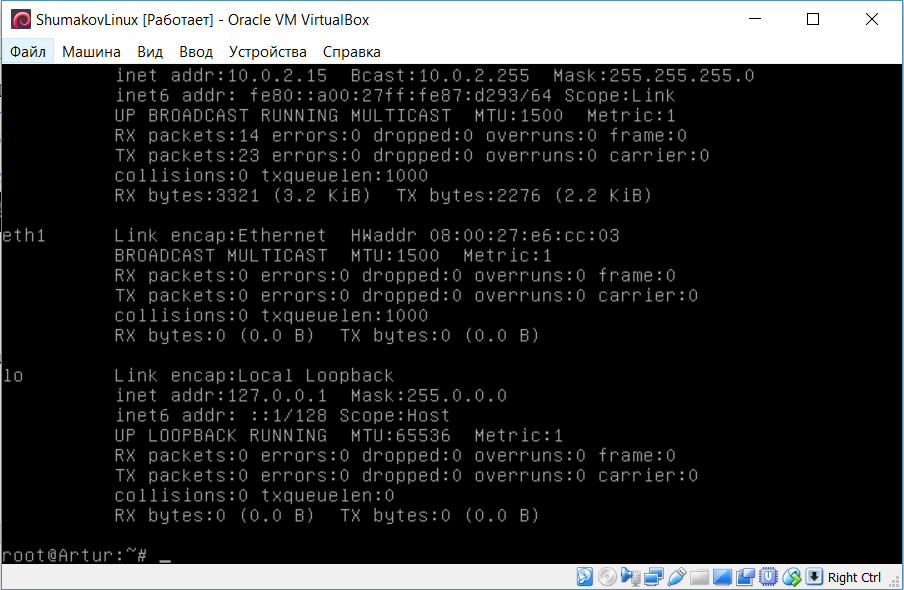 ShumakovLinux [Работает] - Oracle VM VirtualBox
Файл Машина Вид Ввод Устройства Справка
inet addr:10.0.2.15 Bcast:10.0.2.255 Mask:255.255.255.0
inet6 addr: fe80::a00:27ff:fe87:d293/64 Scope:Link
UP BROADCAST RUNNING MULTICAST MTU:1500 Metric:1
RX packets:14 errors:0 dropped:0 overruns:0 frame:0
TX packets:23 errors:0 dropped:0 overruns:0 carrier:0
collisions:0 txqueuelen:1000
RX bytes:3321 (3.2 KiB) TX bytes:2276 (2.2 KiB)
eth1 Link encap:Ethernet HWaddr 08:00:27:e6:cc:03
BROADCAST MULTICAST MTU:1500 Metric:1
RX packets:0 errors:0 dropped:0 overruns:0 frame:0
TX packets:0 errors:0 dropped:0 overruns:0 carrier:0
collisions:0 txqueuelen:1000
RX bytes:0 (0.0 B) TX bytes:0 (0.0 B)
lo Link encap:Local Loopback
inet addr:127.0.0.1 Mask:255.0.0.0
inet6 addr: ::1/128 Scope:Host
UP LOOPBACK RUNNING MTU:65536 Metric:1
RX packets:0 errors:0 dropped:0 overruns:0 frame:0
TX packets:0 errors:0 dropped:0 overruns:0 carrier:0
collisions:0 txqueuelen:0
RX bytes:0 (0.0 B) TX bytes:0 (0.0 B)
root@Artur:~# _
Right Ctrl